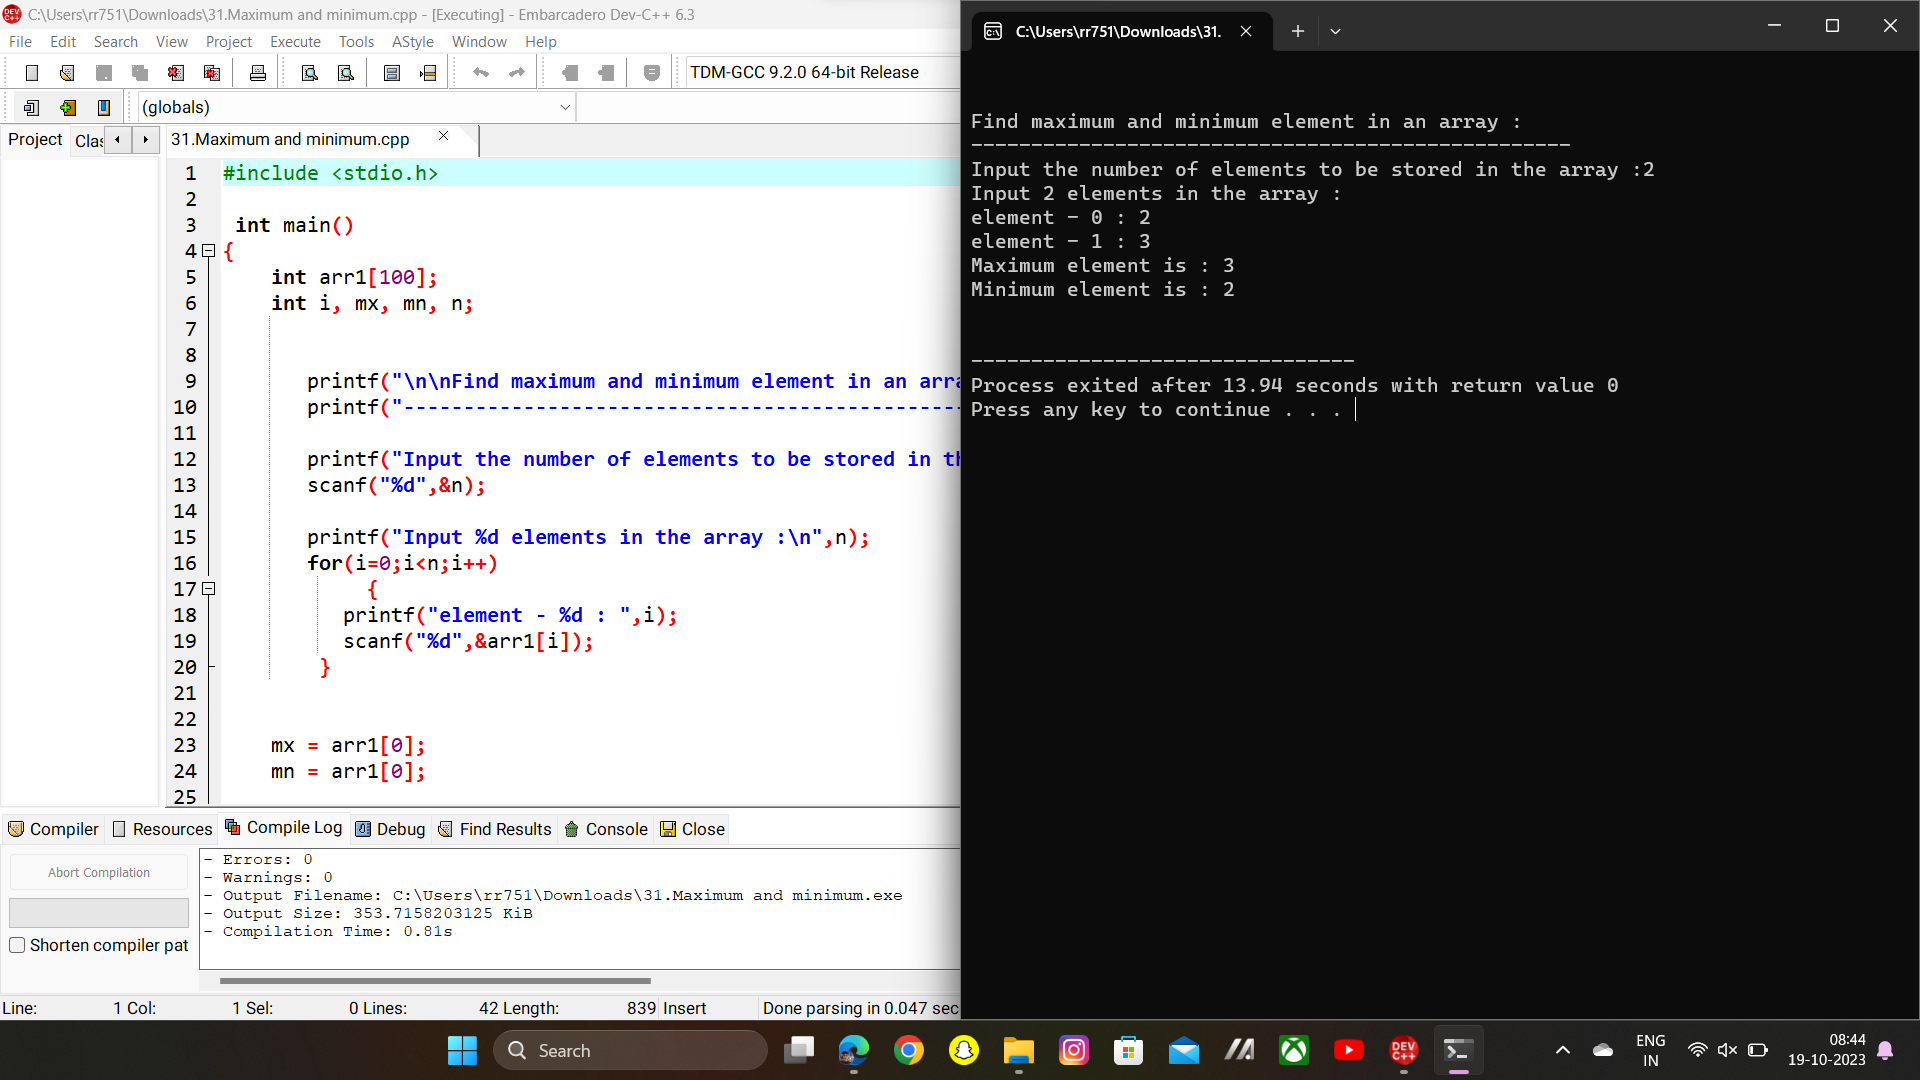 C:\Users\rr751\Downloads\31.Maximum and minimum.cpp - [Executing] - Embarcadero Dev-C++ 6.3
File Edit Search View Project Execute Tools AStyle Window Help
TDM-GCC 9.2.0 64-bit Release
(globals)
Project Clas
31.Maximum and minimum.cpp
1 #include <stdio.h>
2
3 int main()
4 {
5 int arr1[100];
6 int i, mx, mn, n;
7
8
9 printf("\n\nFind maximum and minimum element in an arra
10 printf("-----------------------------------------------
11
12 printf("Input the number of elements to be stored in th
13 scanf("%d",&n);
14
15 printf("Input %d elements in the array :\n",n);
16 for(i=0;i<n;i++)
17 {
18 printf("element - %d : ",i);
19 scanf("%d",&arr1[i]);
20 }
21
22
23 mx = arr1[0];
24 mn = arr1[0];
25
Compiler Resources Compile Log Debug Find Results Console Close
Abort Compilation
Shorten compiler pat
- Errors: 0
- Warnings: 0
- Output Filename: C:\Users\rr751\Downloads\31.Maximum and minimum.exe
- Output Size: 353.7158203125 KiB
- Compilation Time: 0.81s
Line: 1 Col: 1 Sel: 0 Lines: 42 Length: 839 Insert Done parsing in 0.047 sec
C:\Users\rr751\Downloads\31.
Find maximum and minimum element in an array :
--------------------------------------------------
Input the number of elements to be stored in the array :2
Input 2 elements in the array :
element - 0 : 2
element - 1 : 3
Maximum element is : 3
Minimum element is : 2
--------------------------------
Process exited after 13.94 seconds with return value 0
Press any key to continue . . .
Search
DEV C++
ENG
IN
08:44
19-10-2023